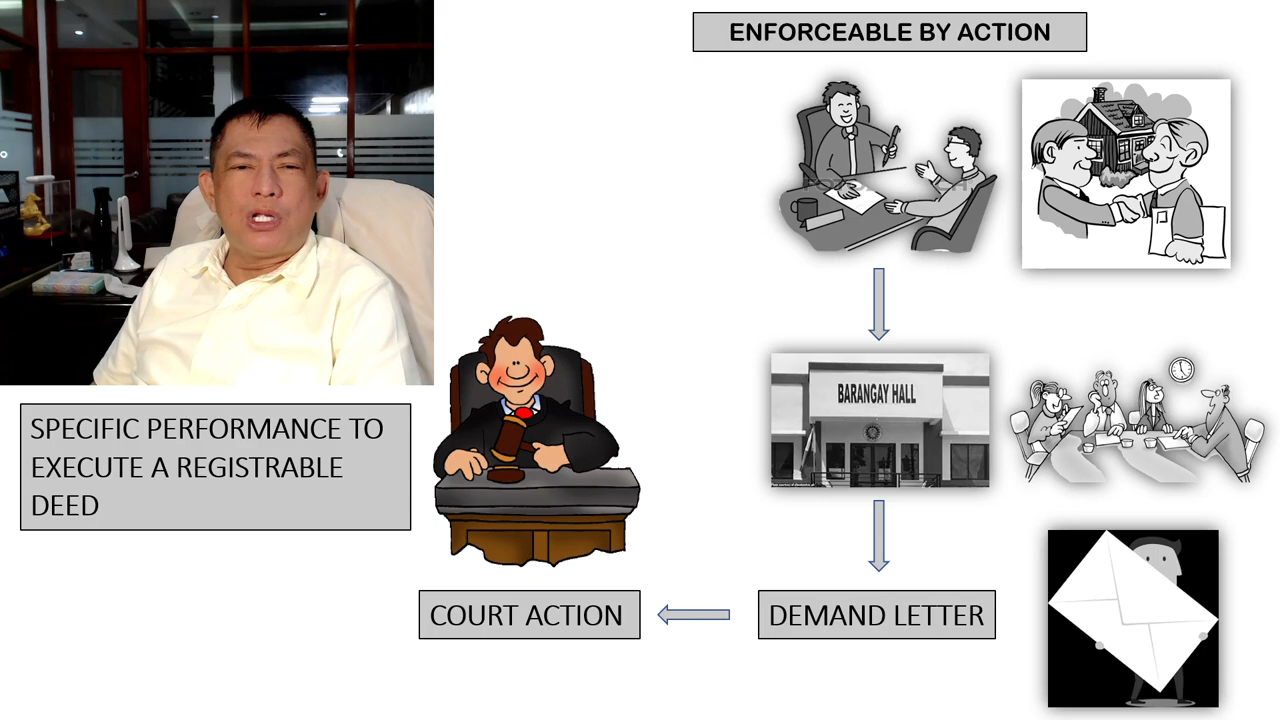 ENFORCEABLE BY ACTION
BARANGAY HALL
SPECIFIC PERFORMANCE TO
EXECUTE A REGISTRABLE
DEED
COURT ACTION
DEMAND LETTER